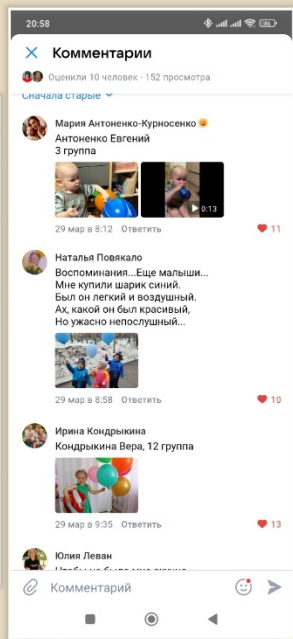 20:58
Комментарии
Оценили 10 человек · 152 просмотра
Сначала старые
Мария Антоненко-Курносенко
Антоненко Евгений
3 группа
0:13
29 мар в 8:12 Ответить 11
Наталья Повякало
Воспоминания...Еще малыши...
Мне купили шарик синий.
Был он легкий и воздушный.
Ах, какой он был красивый,
Но ужасно непослушный...
29 мар в 8:58 Ответить 10
Ирина Кондрыкина
Кондрыкина Вера, 12 группа
29 мар в 9:35 Ответить 13
Юлия Леван
Комментарий